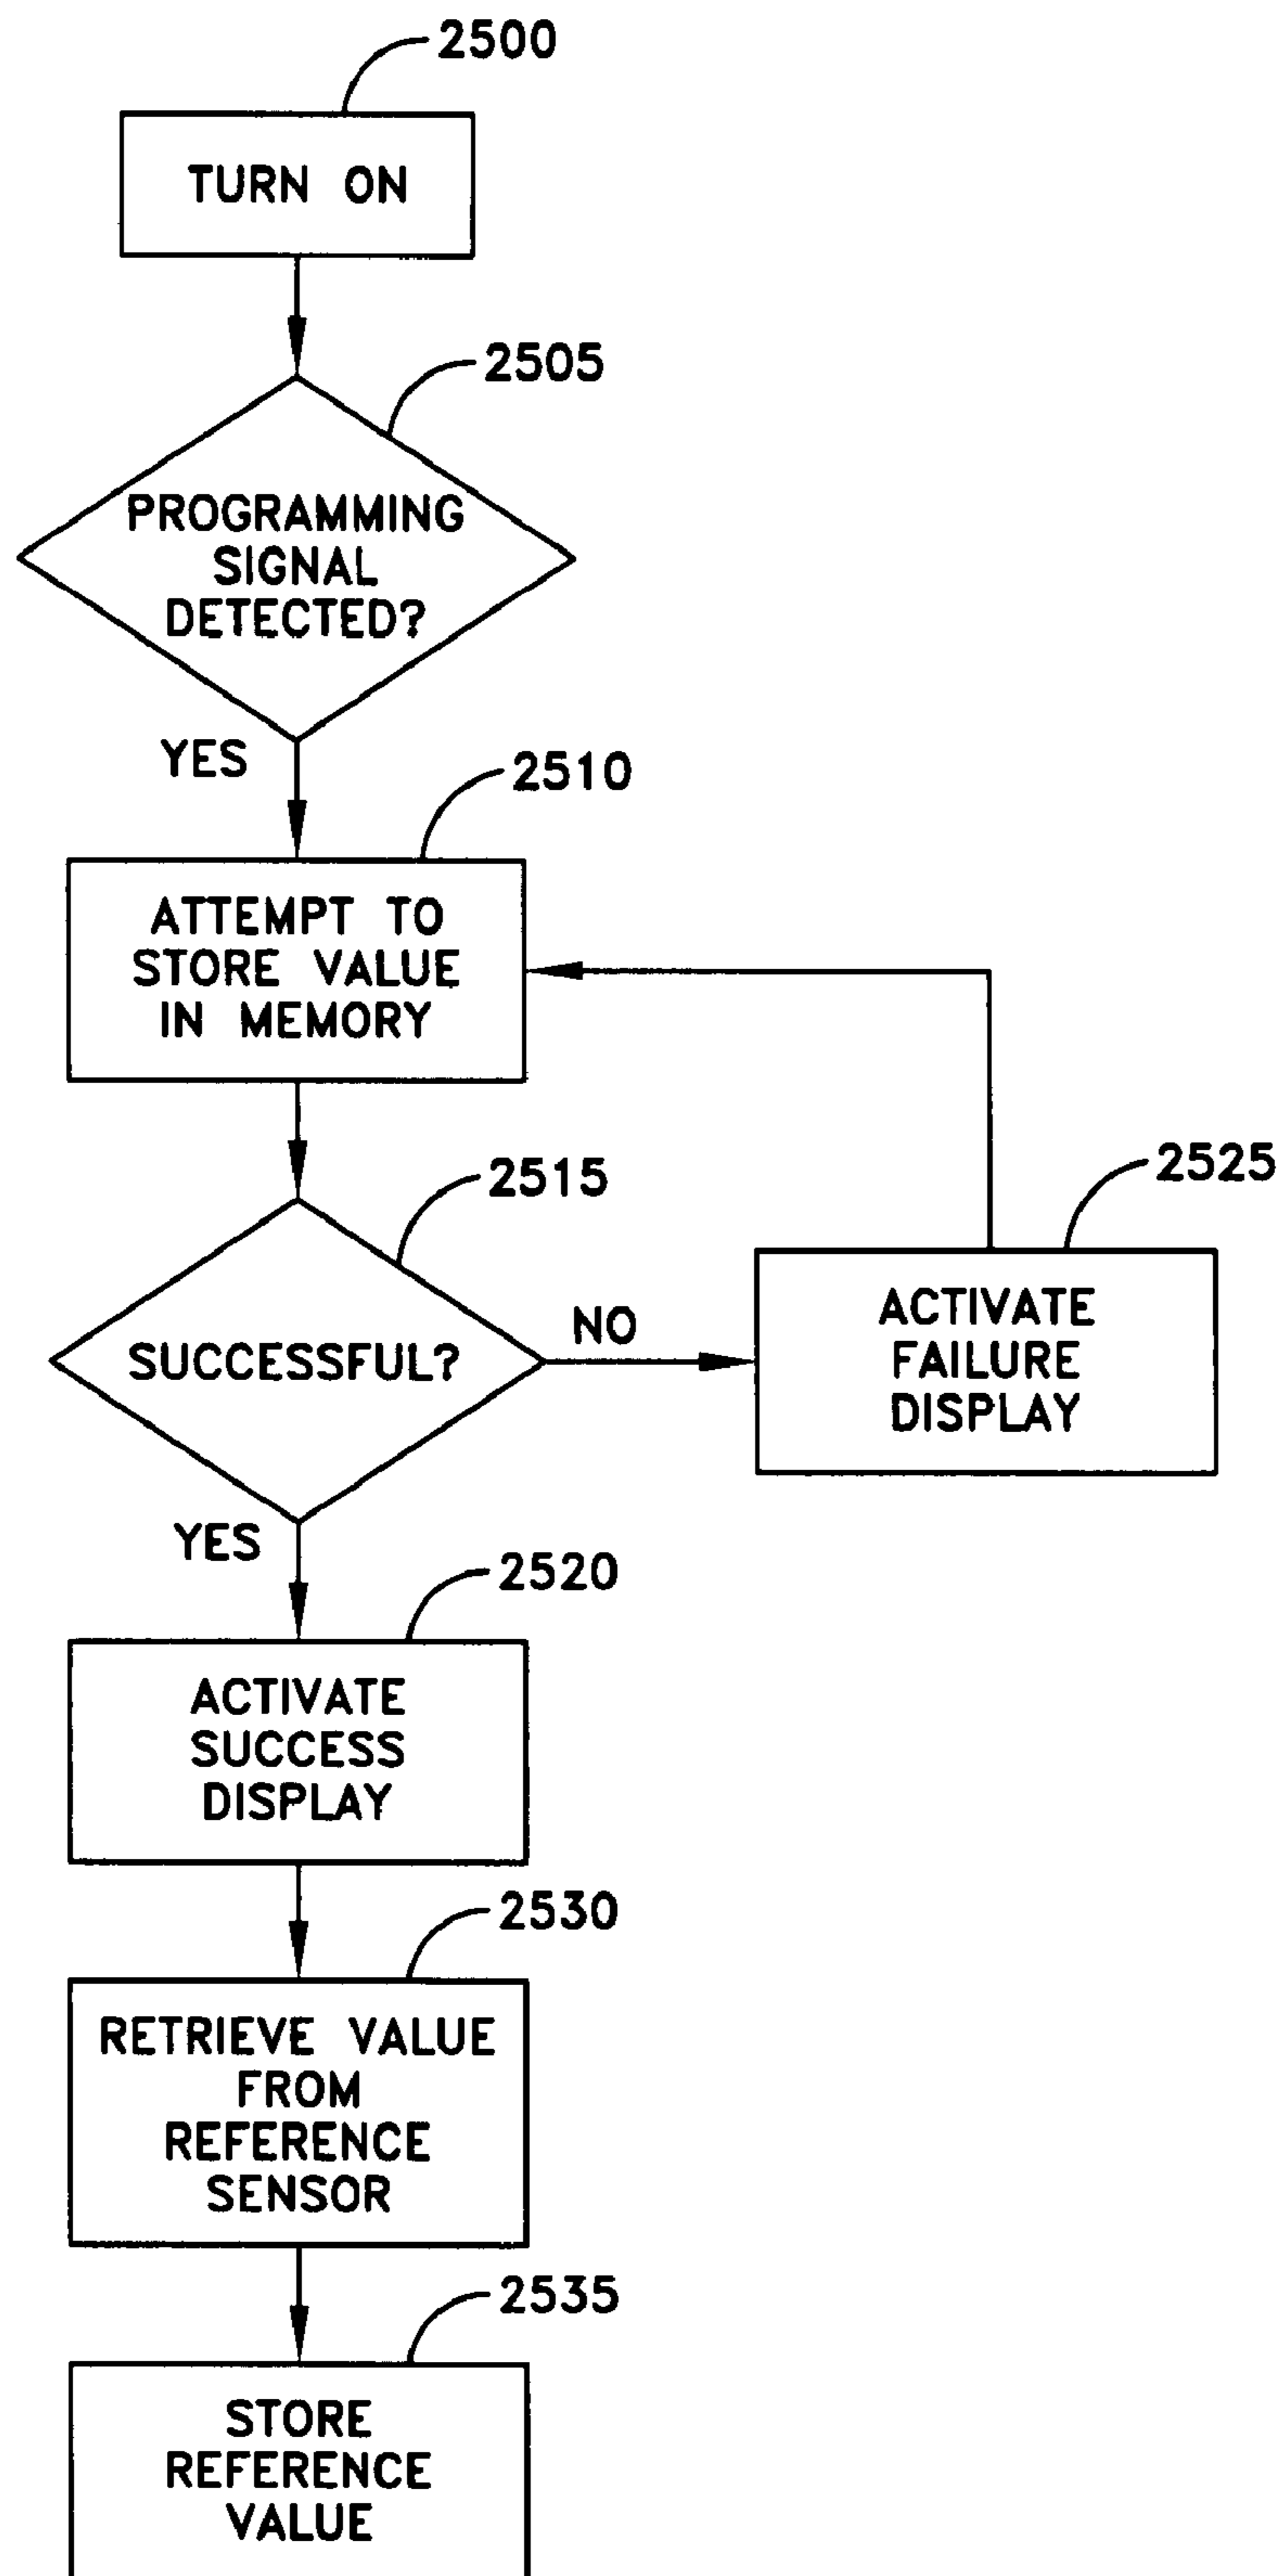 2500
TURN ON
2505
PROGRAMMING
SIGNAL
DETECTED?
YES
2510
ATTEMPT TO
STORE VALUE
IN MEMORY
2515
SUCCESSFUL?
NO
2525
ACTIVATE
FAILURE
DISPLAY
YES
2520
ACTIVATE
SUCCESS
DISPLAY
2530
RETRIEVE VALUE
FROM
REFERENCE
SENSOR
2535
STORE
REFERENCE
VALUE